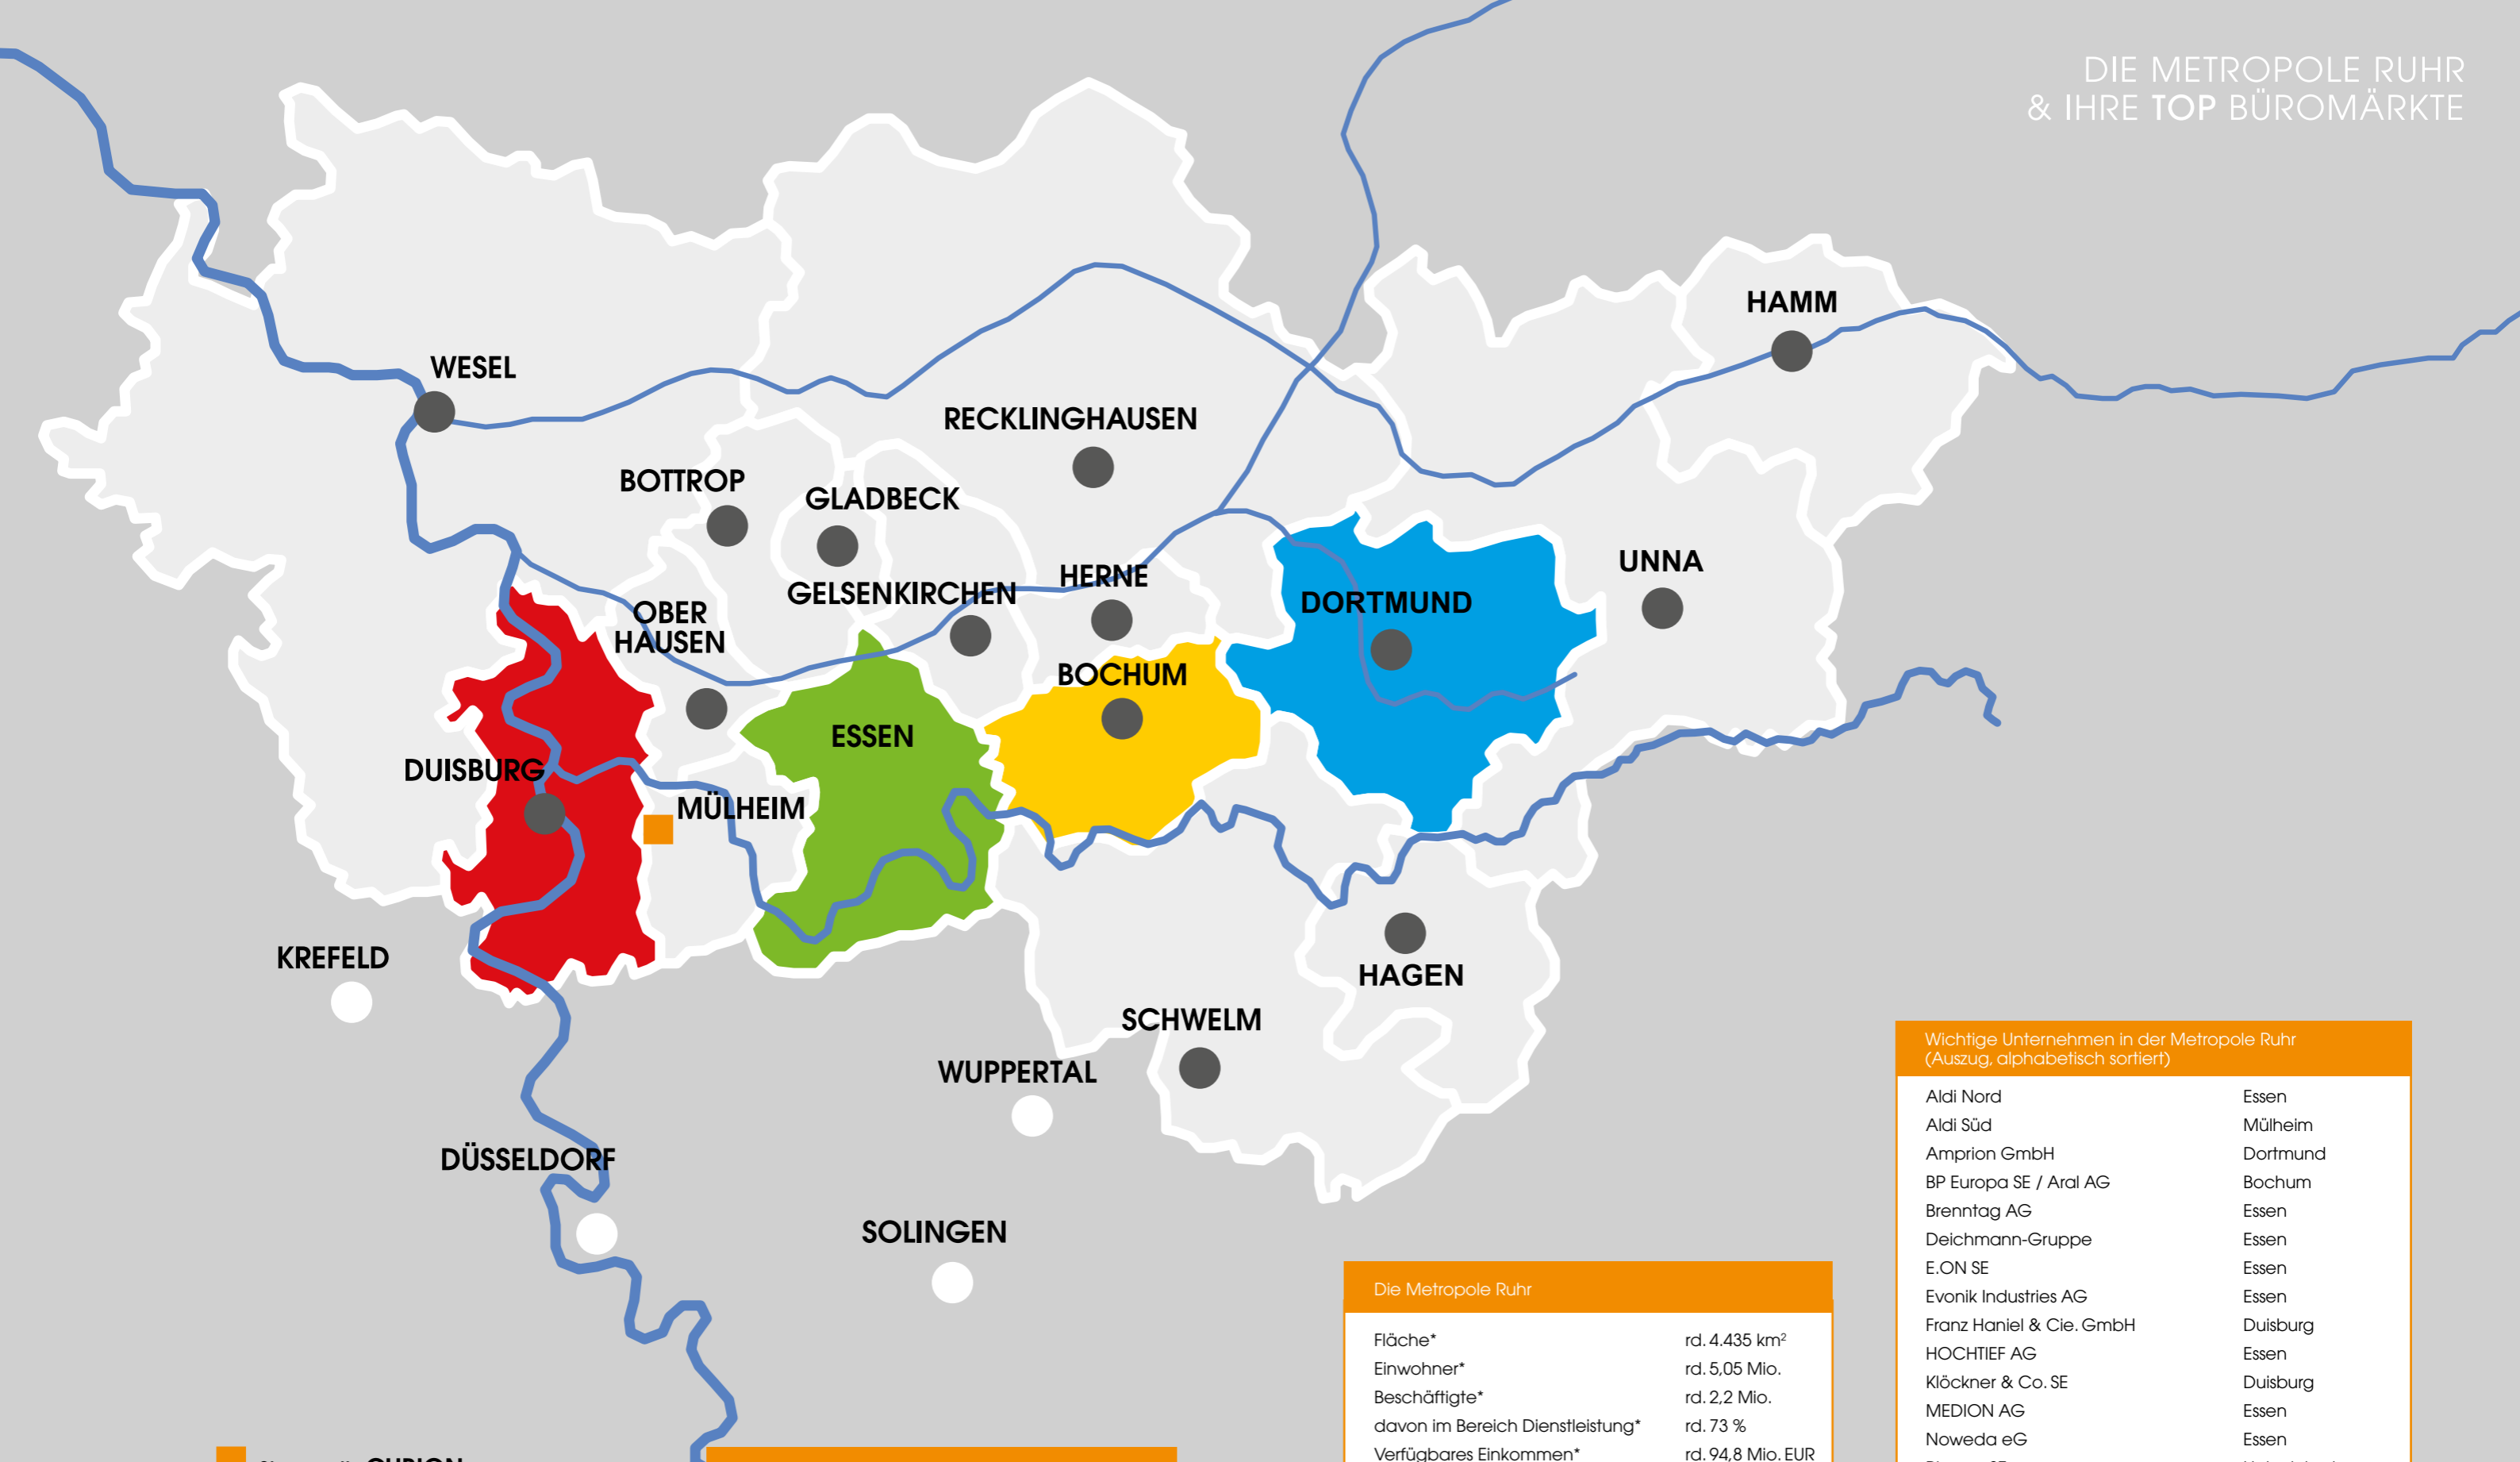 DIE METROPOLE RUHR
& IHRE TOP BÜROMÄRKTE
HAMM
WESEL
RECKLINGHAUSEN
BOTTROP
GLADBECK
UNNA
HERNE
GELSENKIRCHEN
DORTMUND
OBER
HAUSEN
BOCHUM
ESSEN
DUISBURG
MÜLHEIM
KREFELD
HAGEN
SCHWELM
WUPPERTAL
DÜSSELDORF
SOLINGEN
Wichtige Unternehmen in der Metropole Ruhr
(Auszug, alphabetisch sortiert)
Aldi Nord Essen
Aldi Süd Mülheim
Amprion GmbH Dortmund
BP Europa SE / Aral AG Bochum
Brenntag AG Essen
Deichmann-Gruppe Essen
E.ON SE Essen
Evonik Industries AG Essen
Franz Haniel & Cie. GmbH Duisburg
HOCHTIEF AG Essen
Klöckner & Co. SE Duisburg
MEDION AG Essen
Noweda eG Essen
Die Metropole Ruhr
Fläche* rd. 4.435 km²
Einwohner* rd. 5,05 Mio.
Beschäftigte* rd. 2,2 Mio.
davon im Bereich Dienstleistung* rd. 73 %
Verfügbares Einkommen* rd. 94,8 Mio. EUR